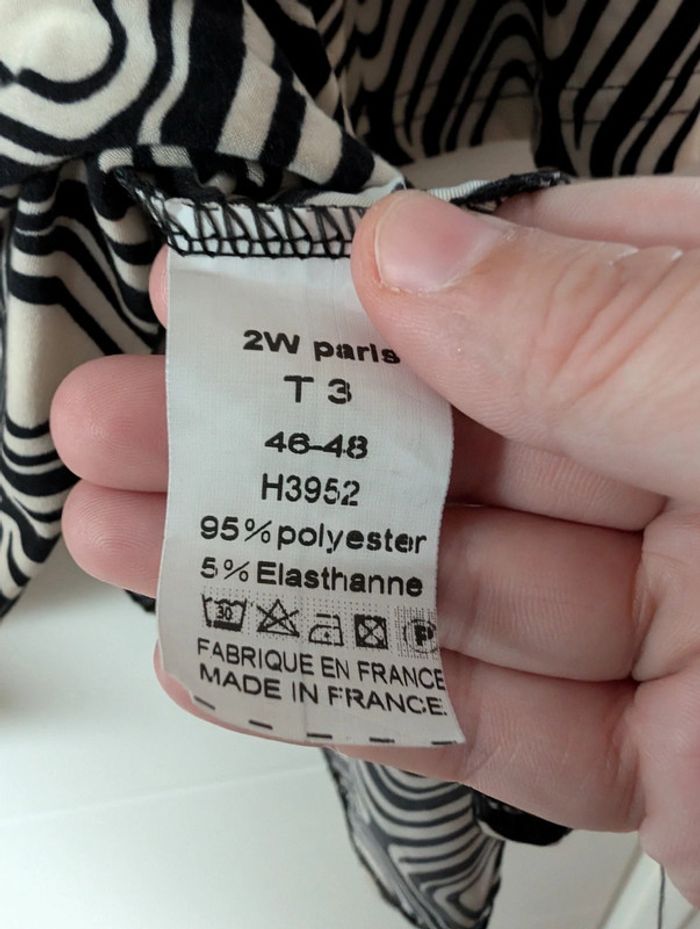 2W paris
T 3
46-48
H3952
95% polyester
5% Elasthanne
30 P
FABRIQUE EN FRANCE
MADE IN FRANCE.